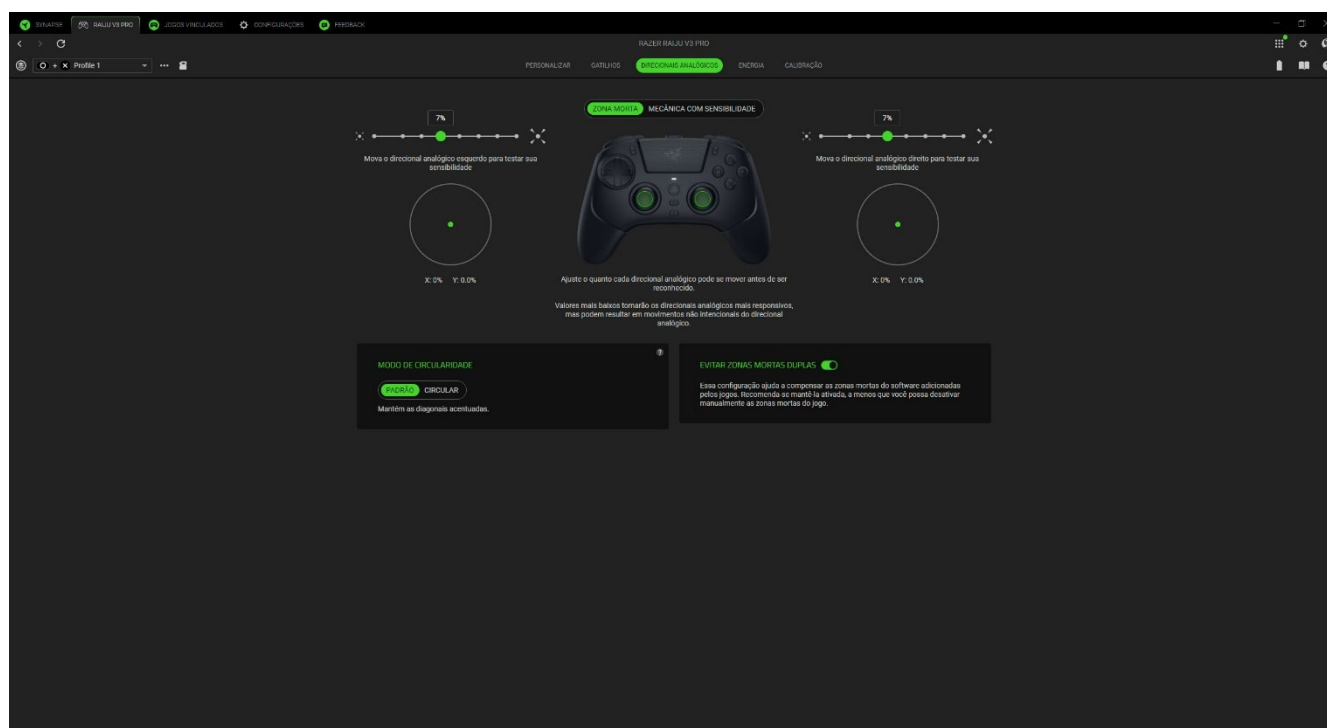 SYNAPSE RAIJU V3 PRO JOGOS VINCULADOS CONFIGURAÇÕES FEEDBACK
RAZER RAIJU V3 PRO
Profile 1 PERSONALIZAR GATILHOS DIRECIONAIS ANALÓGICOS ENERGIA CALIBRAÇÃO
ZONA MORTA MECÂNICA COM SENSIBILIDADE
7%
Mova o direcional analógico esquerdo para testar sua
sensibilidade
X: 0% Y: 0.0%
7%
Mova o direcional analógico direito para testar sua
sensibilidade
X: 0% Y: 0.0%
Ajuste o quanto cada direcional analógico pode se mover antes de ser
reconhecido.
Valores mais baixos tornarão os direcionais analógicos mais responsivos,
mas podem resultar em movimentos não intencionais do direcional
analógico.
MODO DE CIRCULARIDADE
?
PADRÃO CIRCULAR
Mantém as diagonais acentuadas.
EVITAR ZONAS MORTAS DUPLAS
Essa configuração ajuda a compensar as zonas mortas do software adicionadas
pelos jogos. Recomenda-se mantê-la ativada, a menos que você possa desativar
manualmente as zonas mortas do jogo.